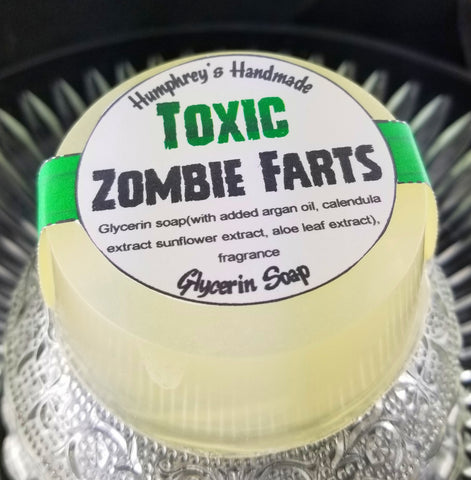 Humphrey's Handmade
TOXIC
ZOMBIE FARTS
Glycerin soap(with added argan oil, calendula
extract sunflower extract, aloe leaf extract),
fragrance
Glycerin Soap